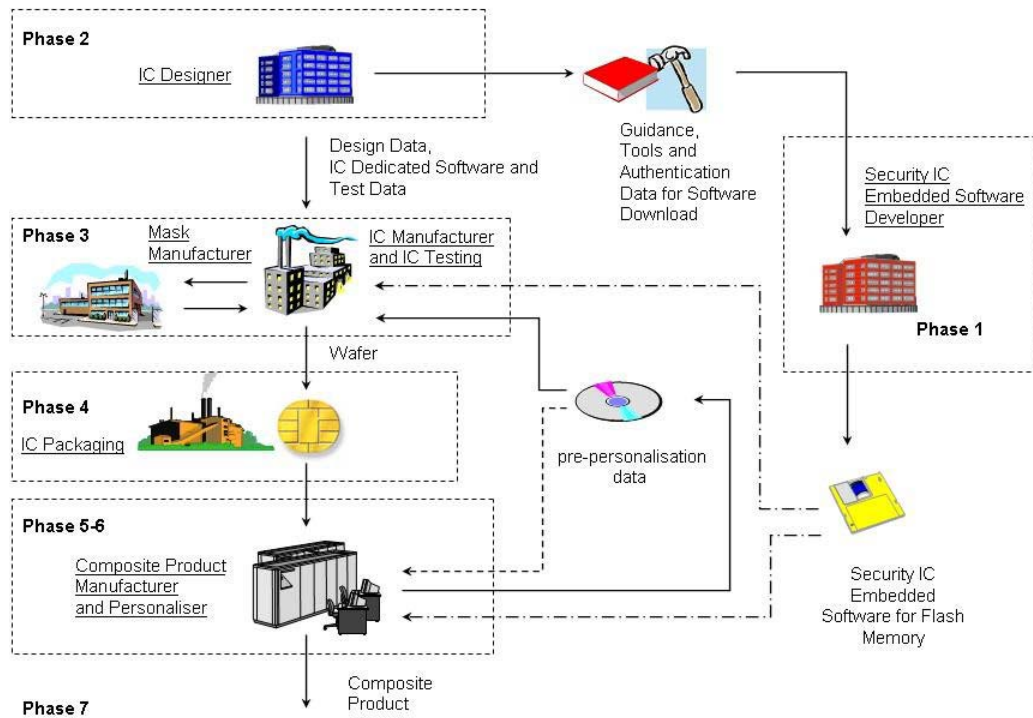 Phase 2
IC Designer
Guidance,
Tools and
Authentication
Data for Software
Download
Design Data,
IC Dedicated Software and
Test Data
Security IC
Embedded Software
Developer
Phase 1
Phase 3
Mask
Manufacturer
IC Manufacturer
and IC Testing
Wafer
Phase 4
IC Packaging
pre-personalisation
data
Phase 5-6
Composite Product
Manufacturer
and Personaliser
Security IC
Embedded
Software for Flash
Memory
Composite
Product
Phase 7